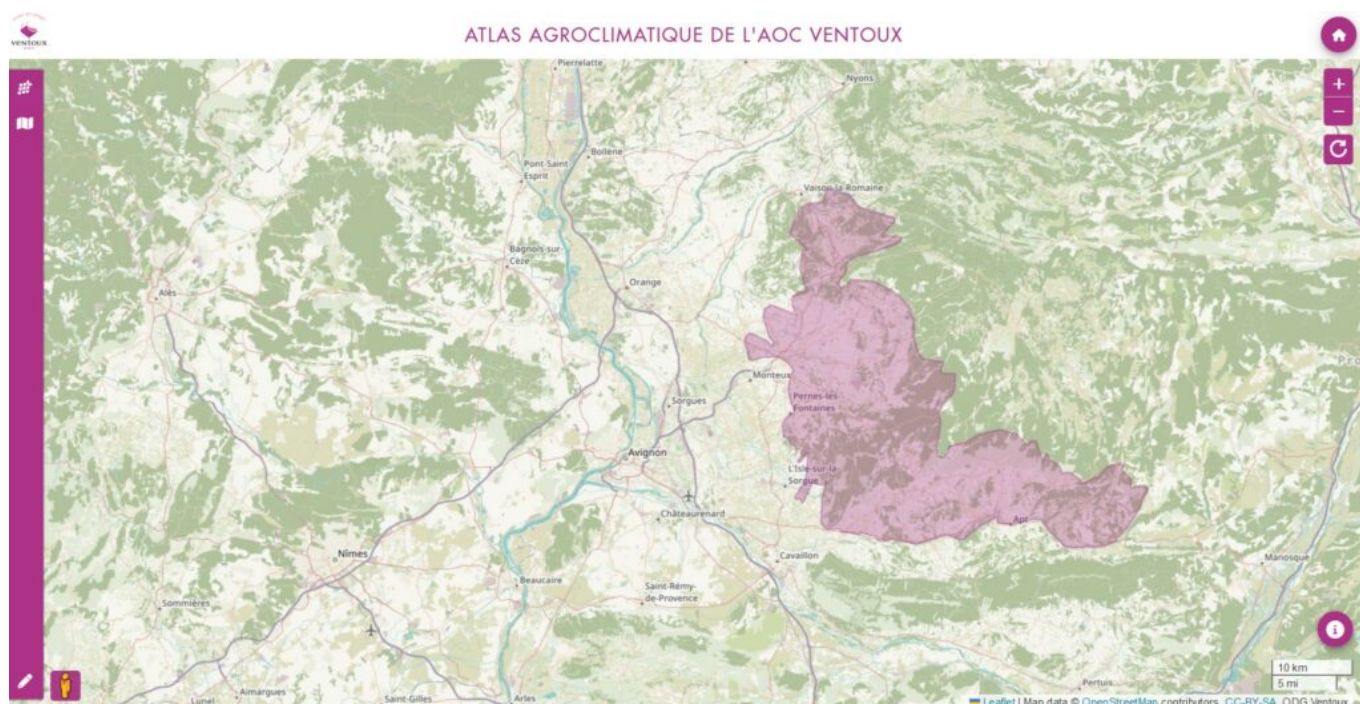 VENTOUX
ATLAS AGROCLIMATIQUE DE L'AOC VENTOUX
Pierrelatte
Nyons
+
−
Bollène
Pont-Saint
Esprit
Vaison-la-Romaine
Bagnols-sur-
Cèze
Orange
Alès
Monteux
Pernes-les
Fontaines
Sorgues
Avignon
L'Isle-sur-la
Sorgue
Châteaurenard
Apt
Nîmes
Cavaillon
Manosque
Beaucaire
Saint-Rémy-
de-Provence
Sommières
10 km
5 mi
Pertuis
Aimargues
Lunel
Saint-Gilles
Arles
Leaflet | Map data © OpenStreetMap contributors, CC-BY-SA, ODG Ventoux